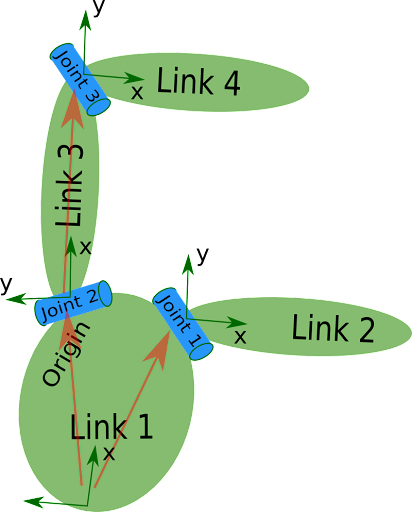 y
Joint 3
Link 4
x
Link 3
x
y
y
Joint 2
Joint 1
x
Link 2
Origin
Link 1
x